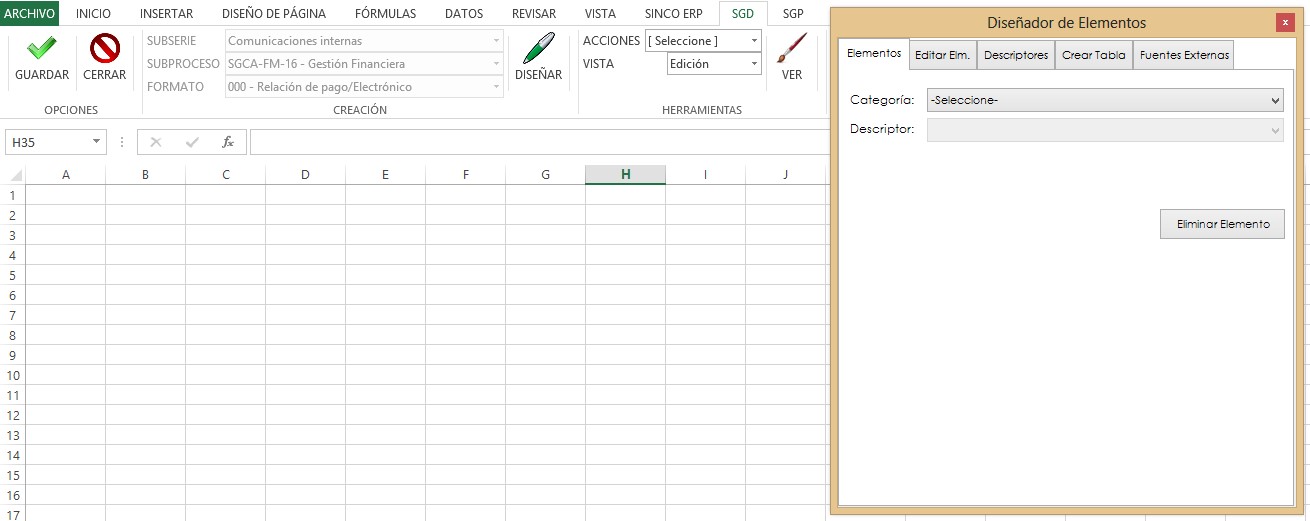 ARCHIVO INICIO INSERTAR DISEÑO DE PÁGINA FÓRMULAS DATOS REVISAR VISTA SINCO ERP SGD SGP
GUARDAR
CERRAR
OPCIONES
SUBSERIE Comunicaciones internas
SUBPROCESO SGCA-FM-16 - Gestión Financiera
FORMATO 000 - Relación de pago/Electrónico
CREACIÓN
DISEÑAR
ACCIONES [ Seleccione ]
VISTA Edición
VER
HERRAMIENTAS
H35 fx
A B C D E F G H I J
1
2
3
4
5
6
7
8
9
10
11
12
13
14
15
16
17
Diseñador de Elementos x
Elementos Editar Elm. Descriptores Crear Tabla Fuentes Externas
Categoría: -Seleccione-
Descriptor:
Eliminar Elemento